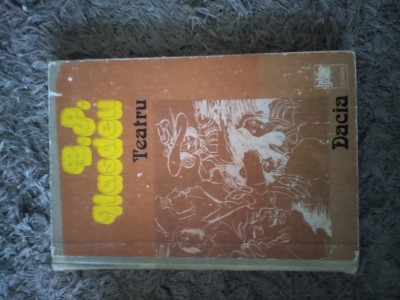 B.P.
Hasdeu
Teatru
Dacia